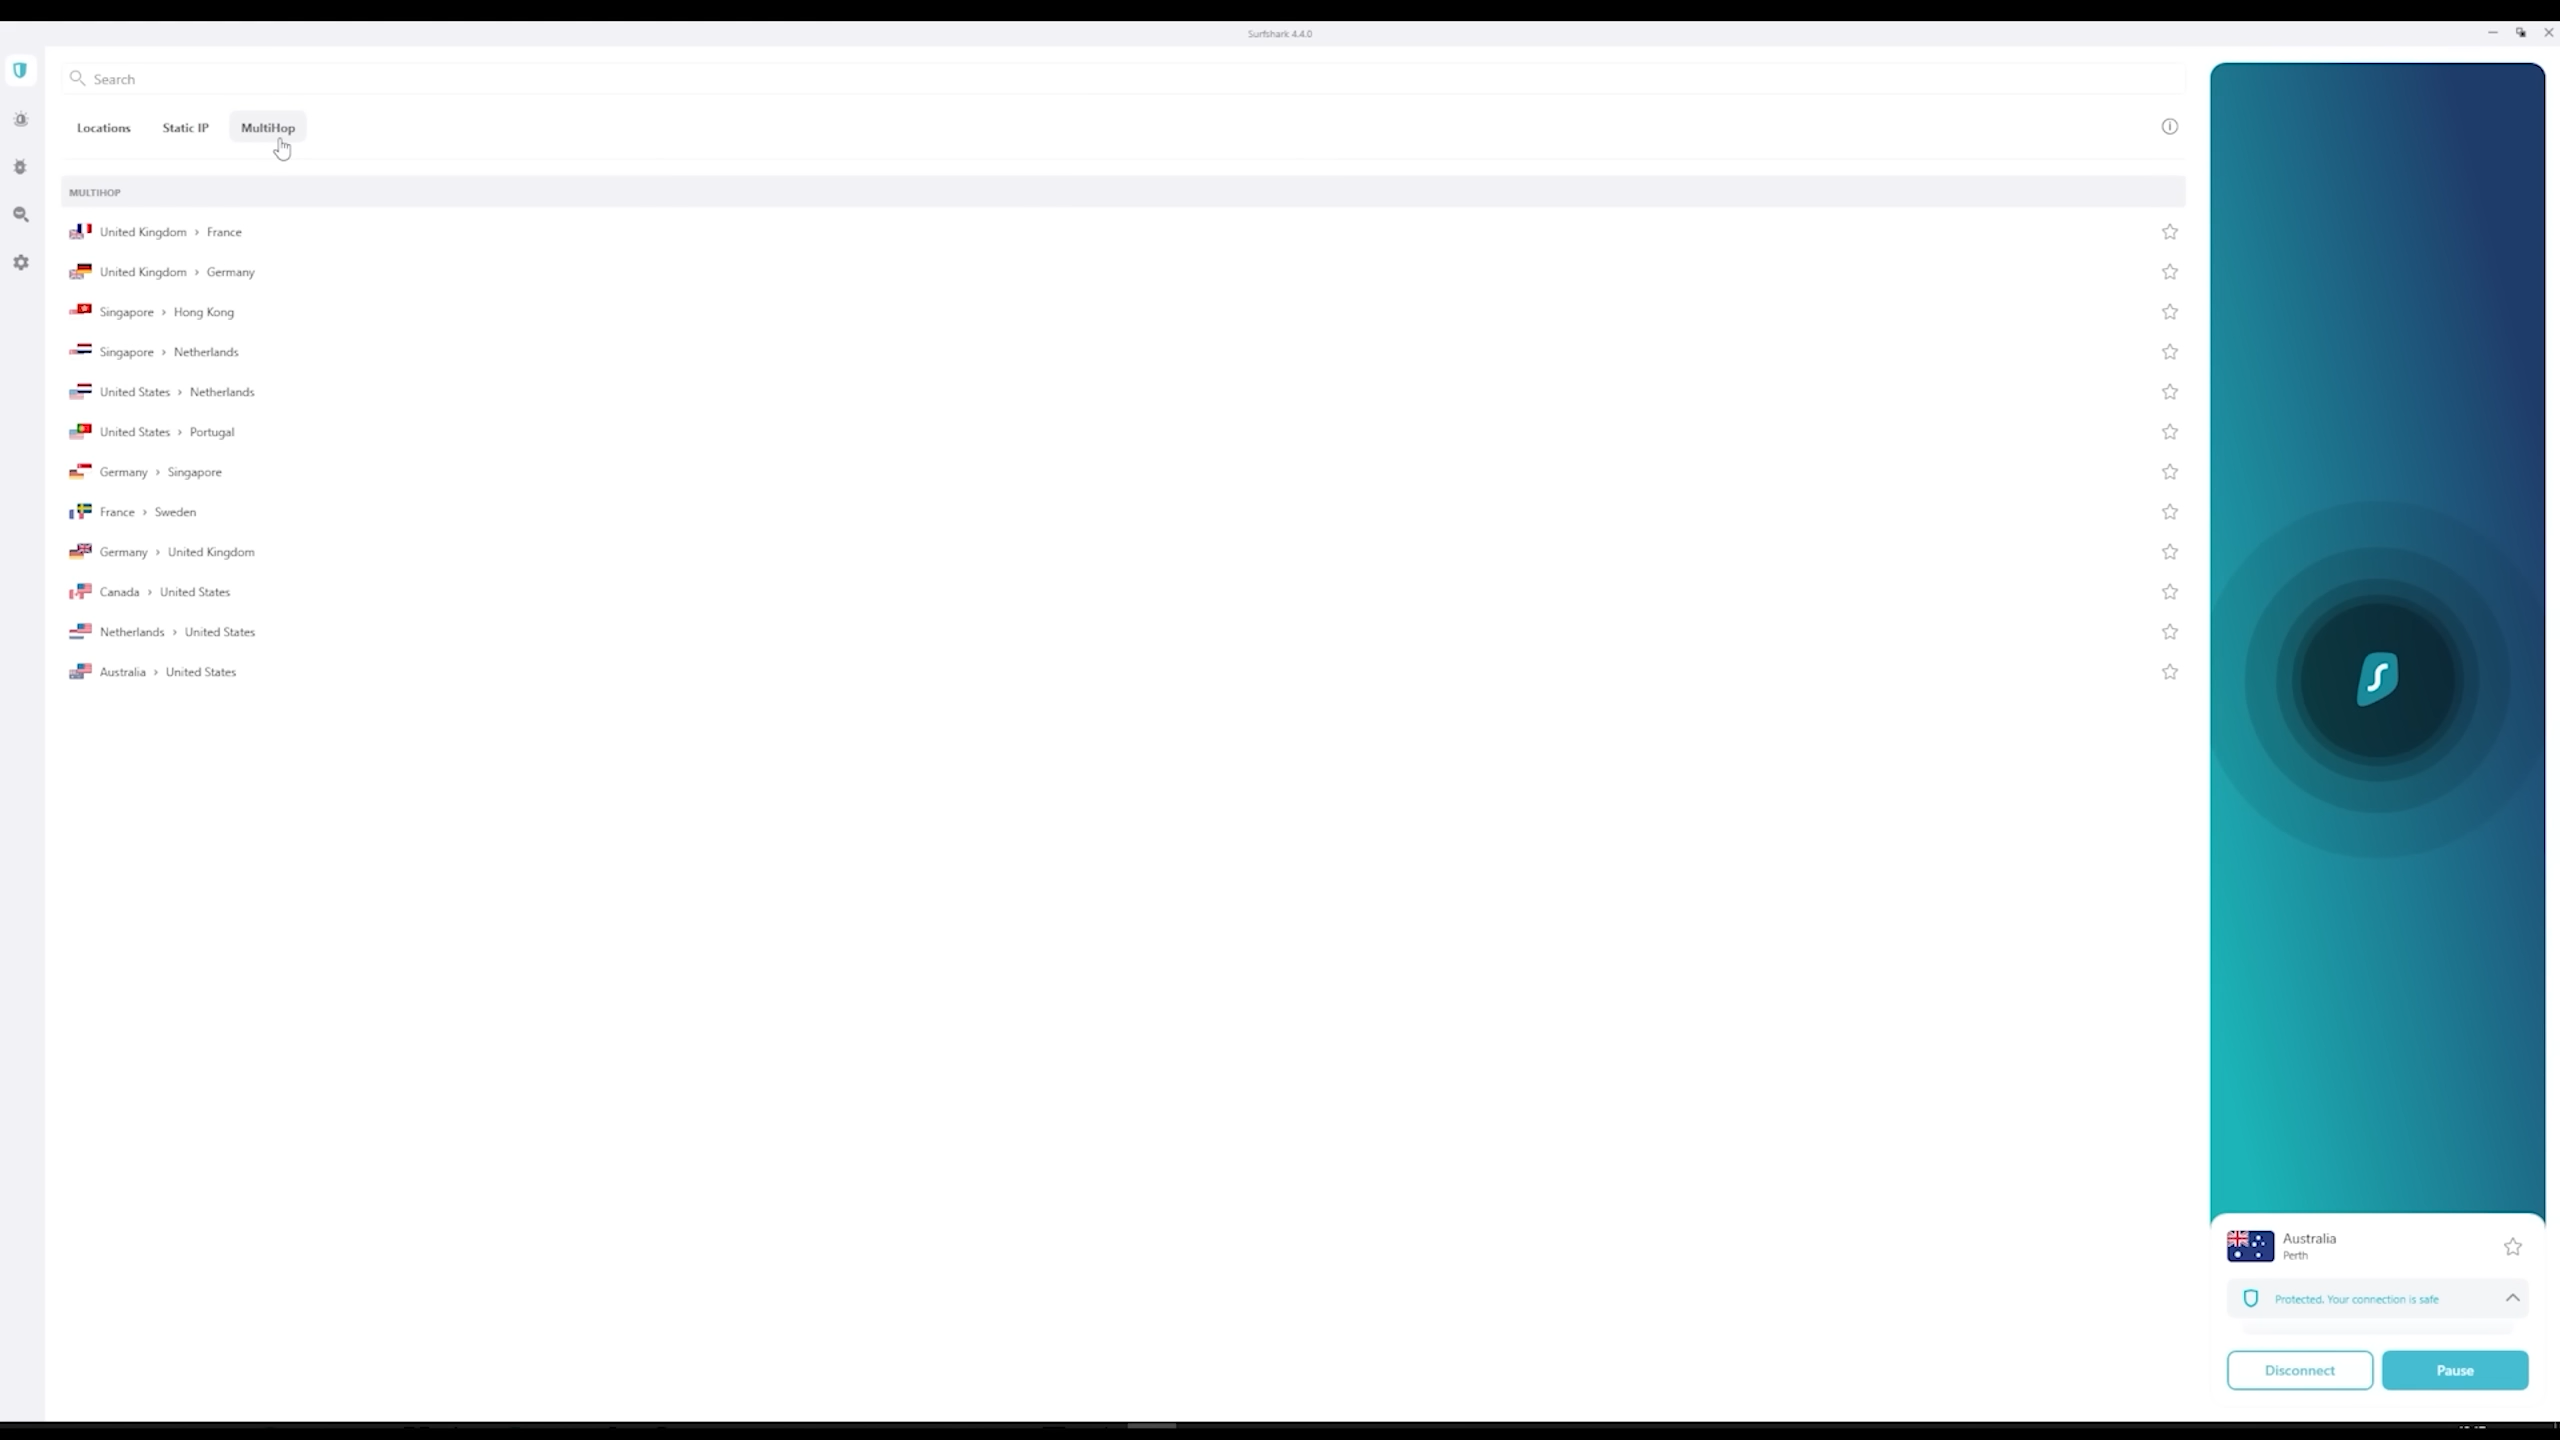 Surfshark 4.4.0
Search
Locations Static IP MultiHop
MULTIHOP
United Kingdom › France
United Kingdom › Germany
Singapore › Hong Kong
Singapore › Netherlands
United States › Netherlands
United States › Portugal
Germany › Singapore
France › Sweden
Germany › United Kingdom
Canada › United States
Netherlands › United States
Australia › United States
Australia
Perth
Protected. Your connection is safe
Disconnect Pause